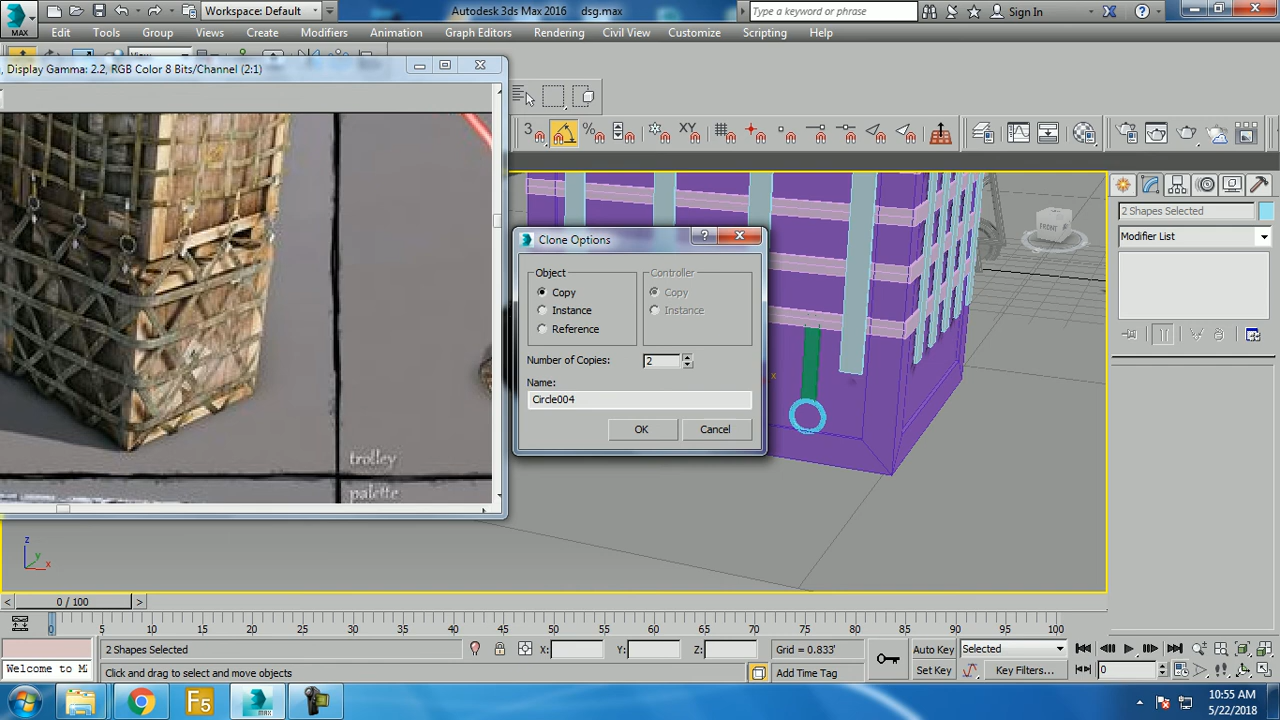 Workspace: Default
Autodesk 3ds Max 2016
dsg.max
Type a keyword or phrase
Sign In
MAX
Edit
Tools
Group
Views
Create
Modifiers
Animation
Graph Editors
Rendering
Civil View
Customize
Scripting
Help
, Display Gamma: 2.2, RGB Color 8 Bits/Channel (2:1)
3
%
XY
2 Shapes Selected
Modifier List
FRONT
Clone Options
Object
Copy
Instance
Reference
Controller
Copy
Instance
Number of Copies:
2
Name:
Circle004
OK
Cancel
x
trolley
palette
z
y
x
< 0 / 100 >
0 5 10 15 20 25 30 35 40 45 50 55 60 65 70 75 80 85 90 95 100
2 Shapes Selected
X:
Y:
Z:
Grid = 0.833'
Auto Key
Selected
Welcome to M
Click and drag to select and move objects
Add Time Tag
Set Key
Key Filters...
0
F5
MAX
10:55 AM
5/22/2018